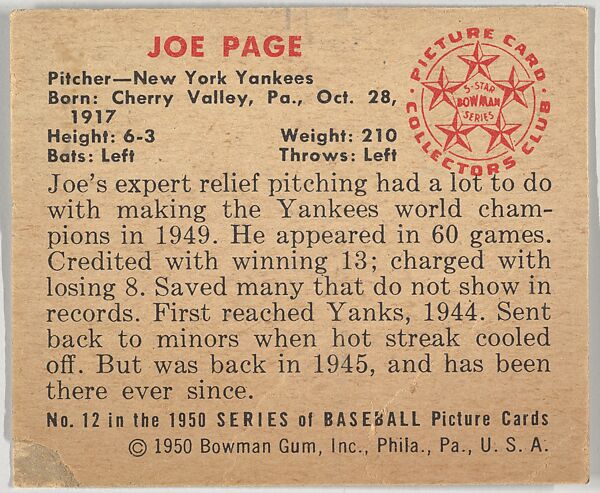 JOE PAGE
Pitcher—New York Yankees
Born: Cherry Valley, Pa., Oct. 28,
1917
Height: 6-3 Weight: 210
Bats: Left Throws: Left
PICTURE CARD
COLLECTORS CLUB
5-STAR
BOWMAN
SERIES
Joe's expert relief pitching had a lot to do
with making the Yankees world cham-
pions in 1949. He appeared in 60 games.
Credited with winning 13; charged with
losing 8. Saved many that do not show in
records. First reached Yanks, 1944. Sent
back to minors when hot streak cooled
off. But was back in 1945, and has been
there ever since.
No. 12 in the 1950 SERIES of BASEBALL Picture Cards
© 1950 Bowman Gum, Inc., Phila., Pa., U. S. A.